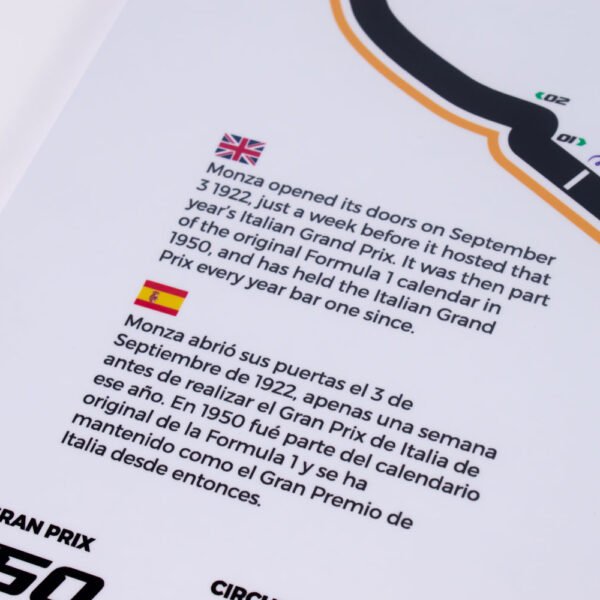 02
01
Monza opened its doors on September
3 1922, just a week before it hosted that
year's Italian Grand Prix. It was then part
of the original Formula 1 calendar in
1950, and has held the Italian Grand
Prix every year bar one since.
Monza abrió sus puertas el 3 de
Septiembre de 1922, apenas una semana
antes de realizar el Gran Prix de Italia de
ese año. En 1950 fué parte del calendario
original de la Formula 1 y se ha
mantenido como el Gran Premio de
Italia desde entonces.
GRAN PRIX